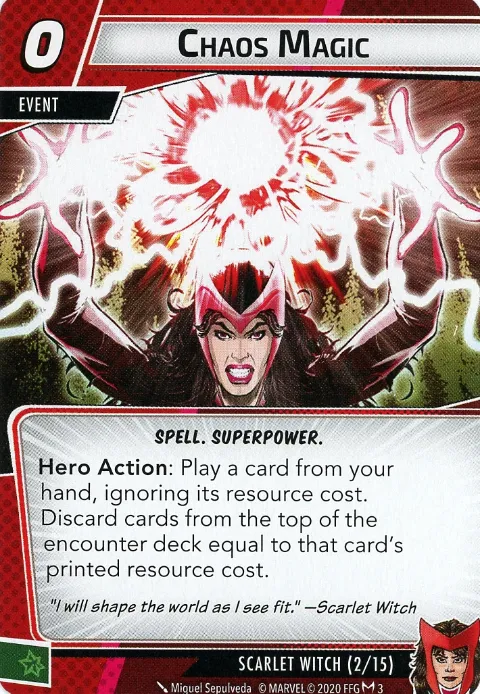 0
CHAOS MAGIC
EVENT
SPELL. SUPERPOWER.
Hero Action: Play a card from your
hand, ignoring its resource cost.
Discard cards from the top of the
encounter deck equal to that card's
printed resource cost.
"I will shape the world as I see fit." —Scarlet Witch
SCARLET WITCH (2/15)
Miguel Sepulveda © MARVEL © 2020 FFG 3